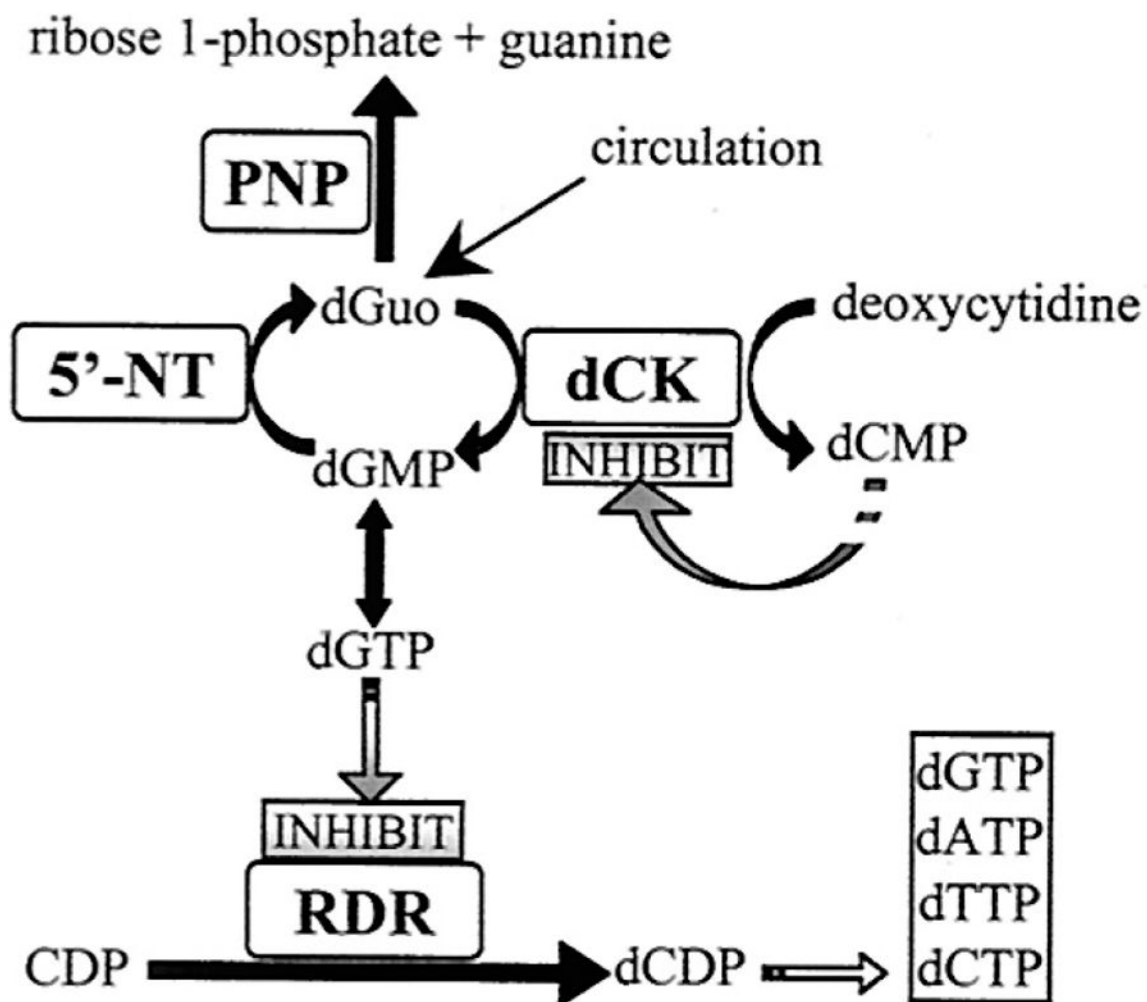 ribose 1-phosphate + guanine
PNP
circulation
dGuo
deoxycytidine
5’-NT
dCK
INHIBIT
dGMP
dCMP
dGTP
INHIBIT
RDR
CDP
dCDP
dGTP
dATP
dTTP
dCTP